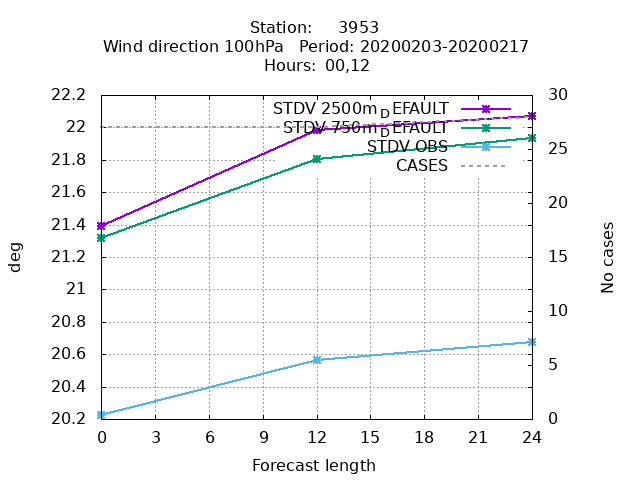 Station: 3953
Wind direction 100hPa Period: 20200203-20200217
Hours: 00,12
22.2
22
21.8
21.6
21.4
21.2
21
20.8
20.6
20.4
20.2
30
25
20
15
10
5
0
STDV 2500m_DEFAULT
STDV 750m_DEFAULT
STDV OBS
CASES
deg
No cases
0 3 6 9 12 15 18 21 24
Forecast length